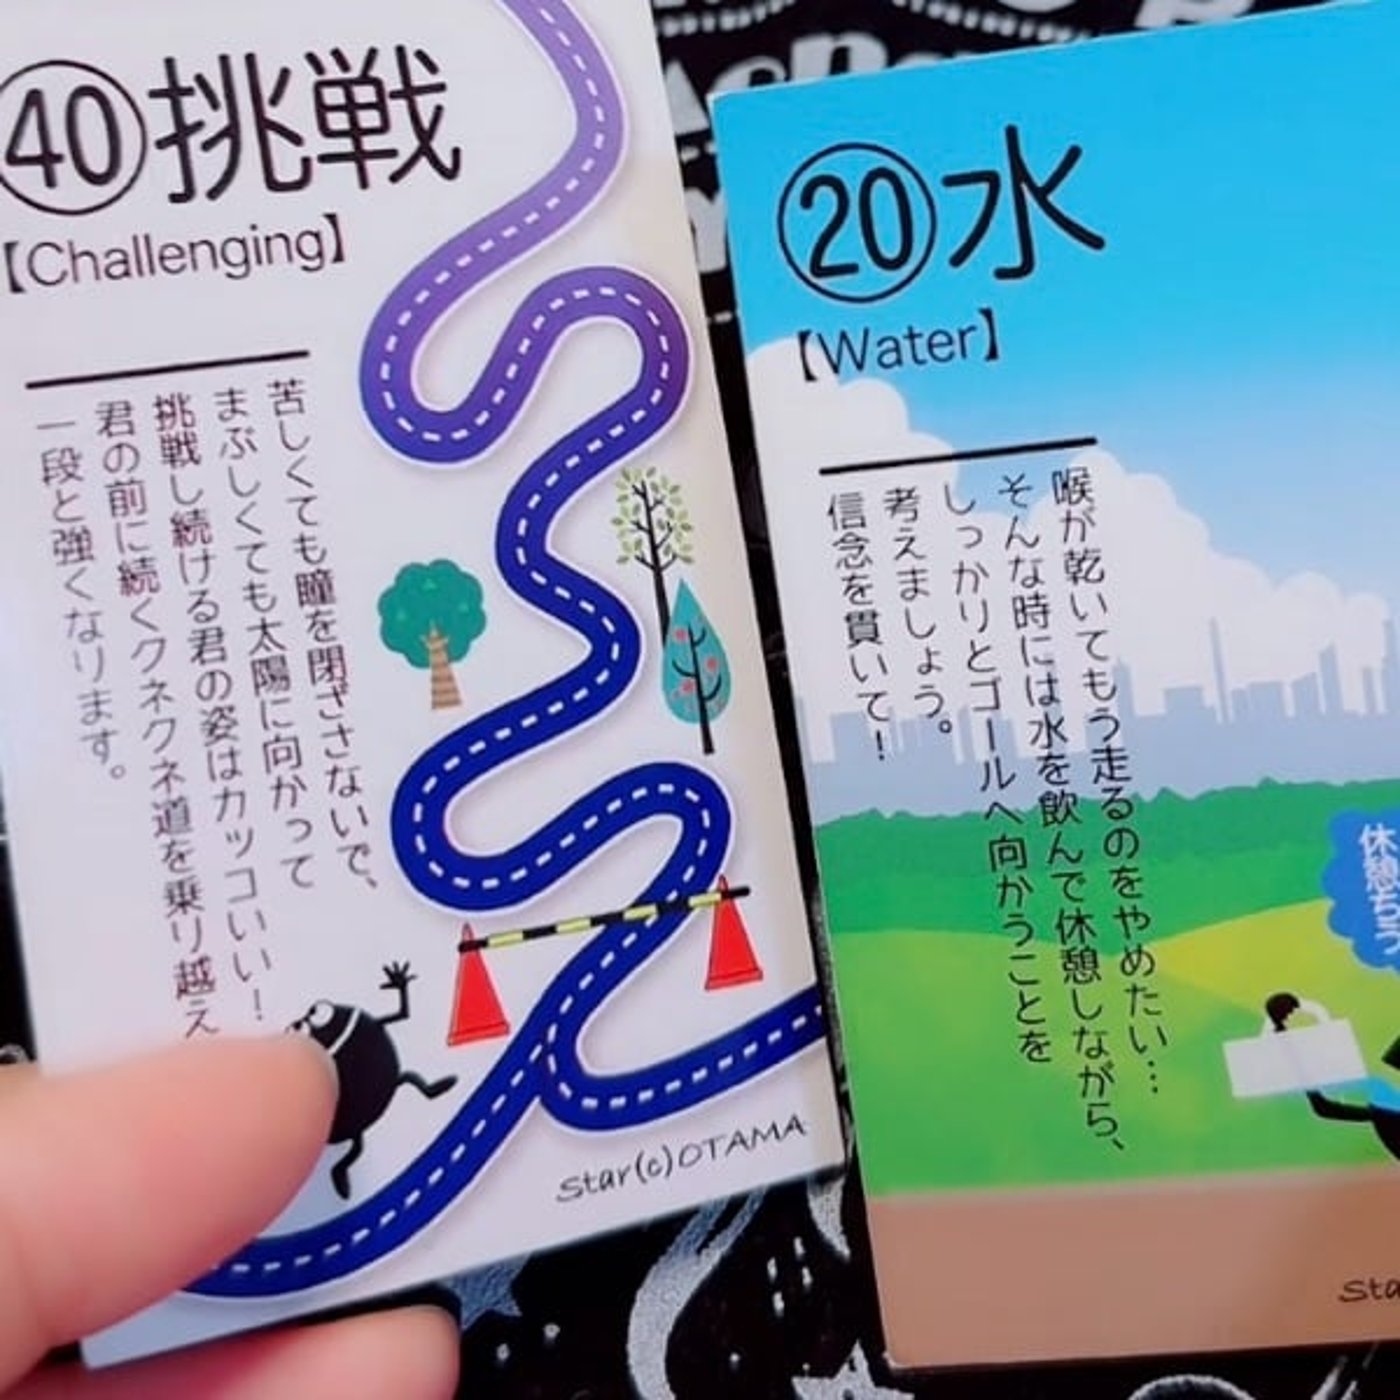 ㊵挑戦
【Challenging】
苦しくても瞳を閉ざさないで、
まぶしくても太陽に向かって
挑戦し続ける君の姿はカッコいい！
君の前に続くクネクネ道を乗り越え
一段と強くなります。
Star(c)OTAMA
⑳水
【Water】
喉が乾いてもう走るのをやめたい…
そんな時には水を飲んで休憩しながら、
しっかりとゴールへ向かうことを
考えましょう。
信念を貫いて！
休憩だ
Sta